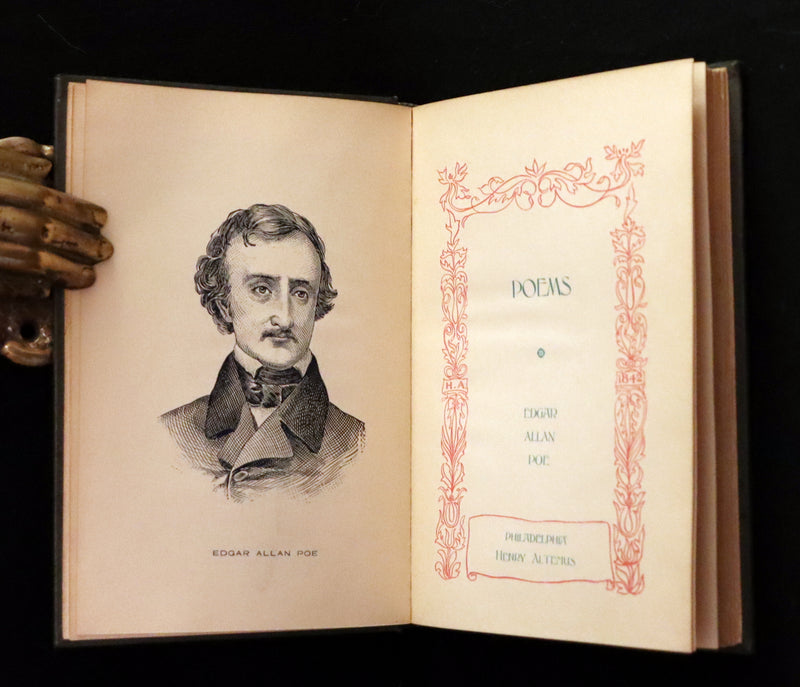 EDGAR ALLAN POE
POEMS
H.A
1842
EDGAR
ALLAN
POE
PHILADELPHIA
HENRY ALTEMUS